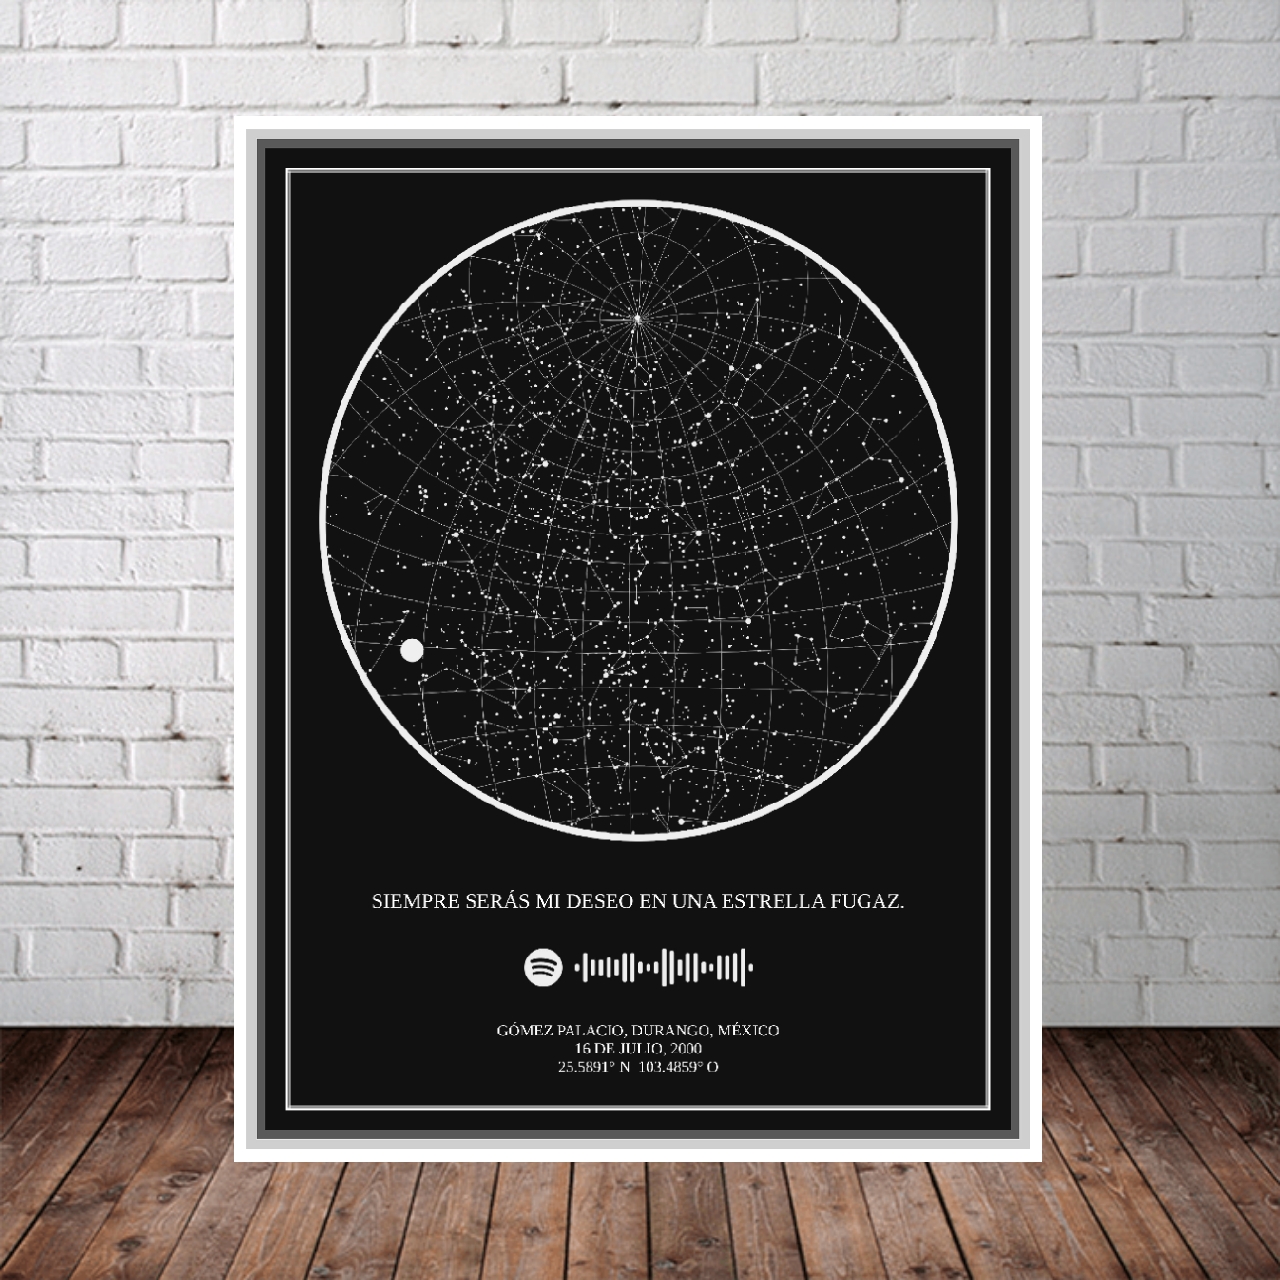 SIEMPRE SERÁS MI DESEO EN UNA ESTRELLA FUGAZ.
GÓMEZ PALACIO, DURANGO, MÉXICO
16 DE JULIO, 2000
25.5891° N 103.4859° O